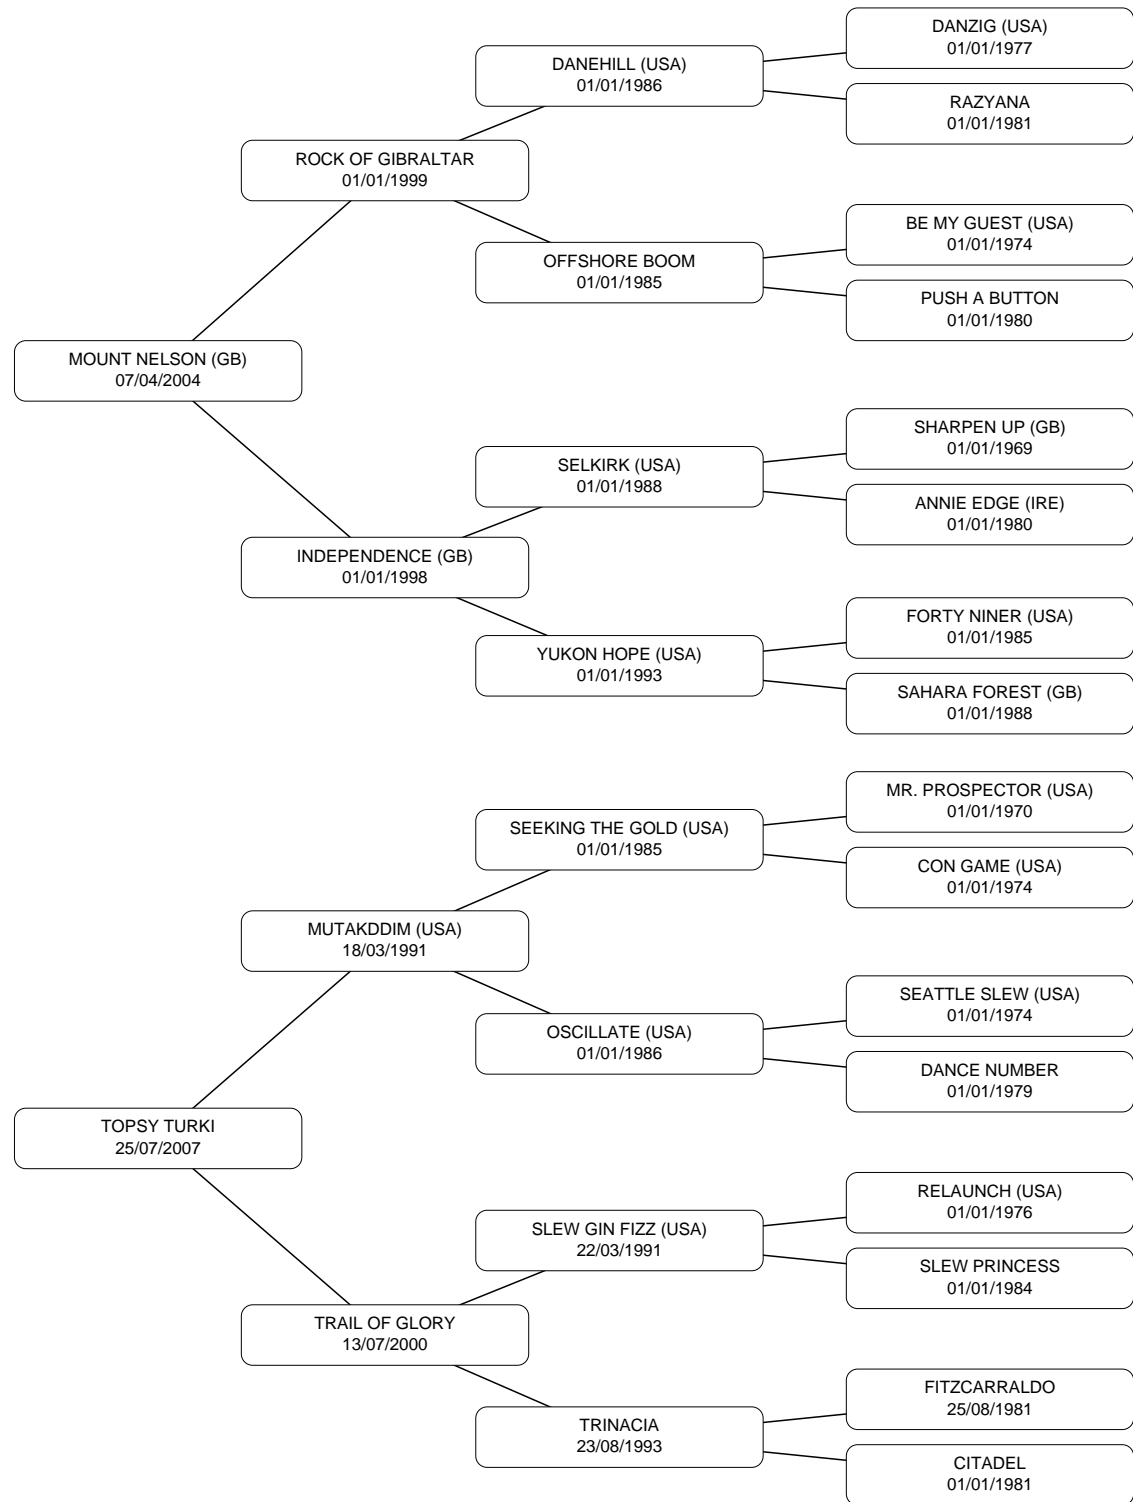 DANZIG (USA)
01/01/1977
DANEHILL (USA)
01/01/1986
RAZYANA
01/01/1981
ROCK OF GIBRALTAR
01/01/1999
BE MY GUEST (USA)
01/01/1974
OFFSHORE BOOM
01/01/1985
PUSH A BUTTON
01/01/1980
MOUNT NELSON (GB)
07/04/2004
SHARPEN UP (GB)
01/01/1969
SELKIRK (USA)
01/01/1988
ANNIE EDGE (IRE)
01/01/1980
INDEPENDENCE (GB)
01/01/1998
FORTY NINER (USA)
01/01/1985
YUKON HOPE (USA)
01/01/1993
SAHARA FOREST (GB)
01/01/1988
MR. PROSPECTOR (USA)
01/01/1970
SEEKING THE GOLD (USA)
01/01/1985
CON GAME (USA)
01/01/1974
MUTAKDDIM (USA)
18/03/1991
SEATTLE SLEW (USA)
01/01/1974
OSCILLATE (USA)
01/01/1986
DANCE NUMBER
01/01/1979
TOPSY TURKI
25/07/2007
RELAUNCH (USA)
01/01/1976
SLEW GIN FIZZ (USA)
22/03/1991
SLEW PRINCESS
01/01/1984
TRAIL OF GLORY
13/07/2000
FITZCARRALDO
25/08/1981
TRINACIA
23/08/1993
CITADEL
01/01/1981